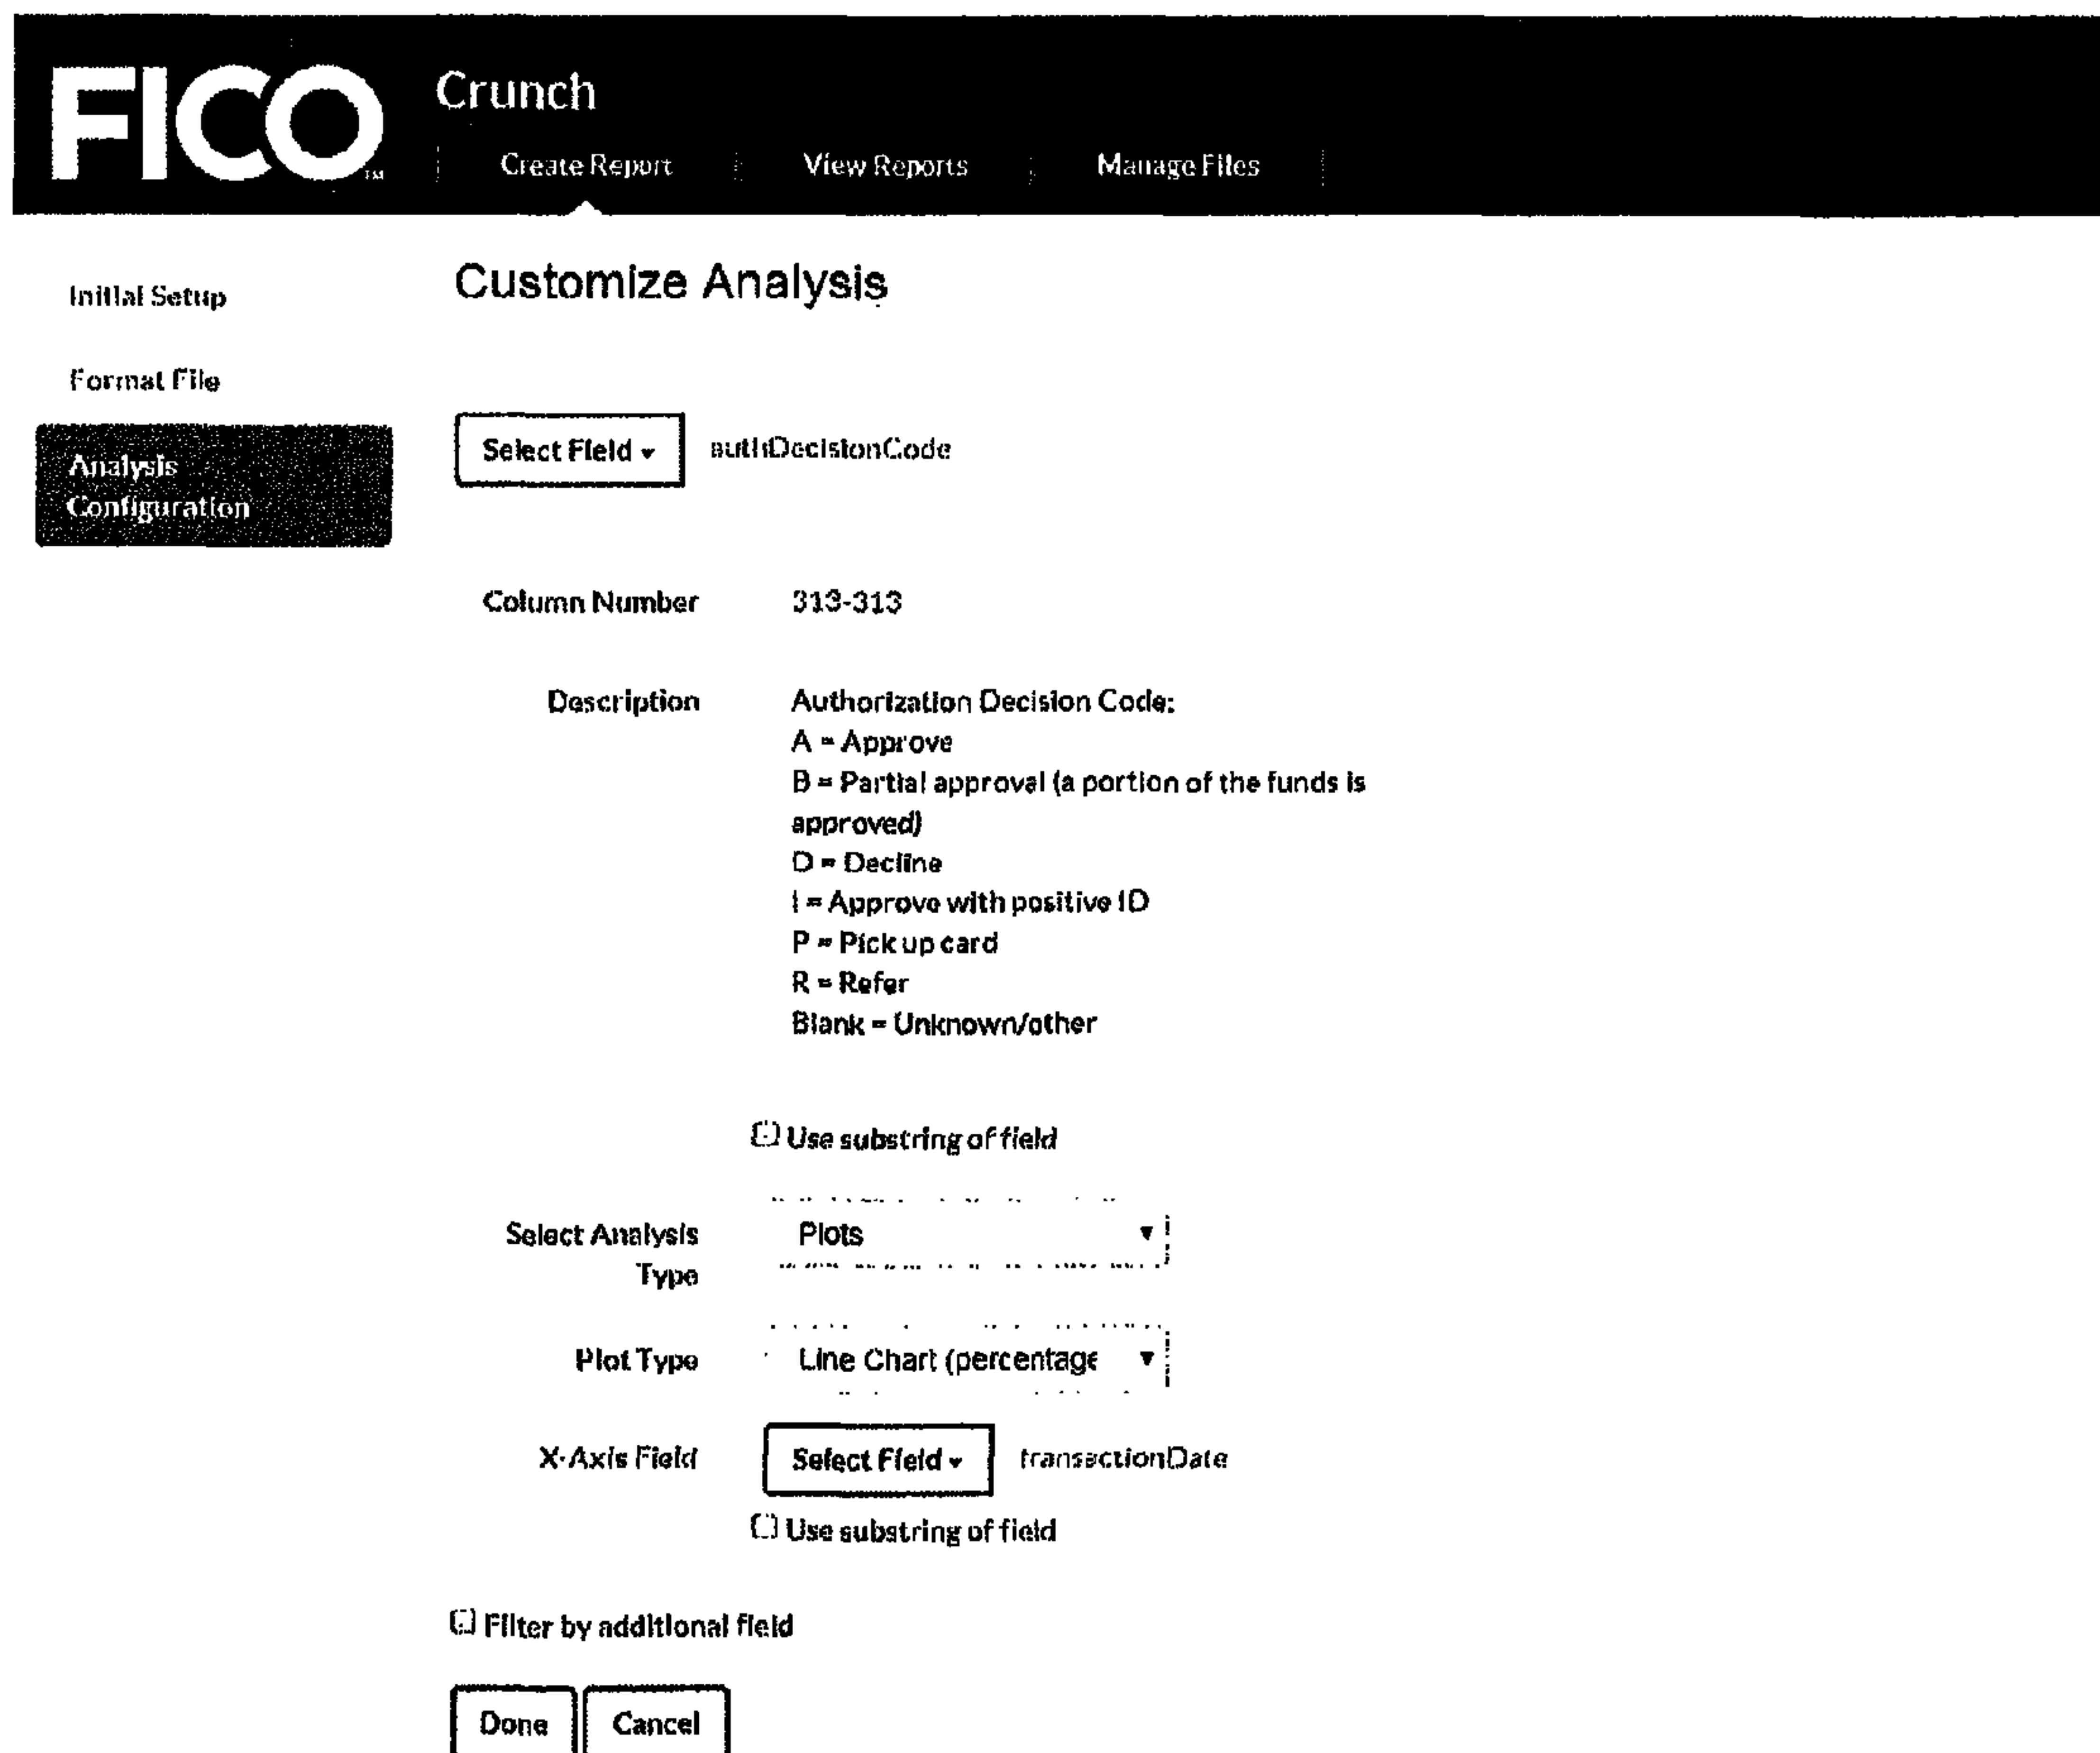 FICO™
Crunch
Create Report
View Reports
Manage Files
Initial Setup
Format File
Analysis
Configuration
Customize Analysis
Select Field ▾ authDecisionCode
Column Number 313-313
Description Authorization Decision Code:
A = Approve
B = Partial approval (a portion of the funds is
approved)
D = Decline
I = Approve with positive ID
P = Pick up card
R = Refer
Blank = Unknown/other
Use substring of field
Select Analysis
Type
Plots ▾
Plot Type Line Chart (percentage ▾
X-Axis Field Select Field ▾ transactionDate
Use substring of field
Filter by additional field
Done Cancel